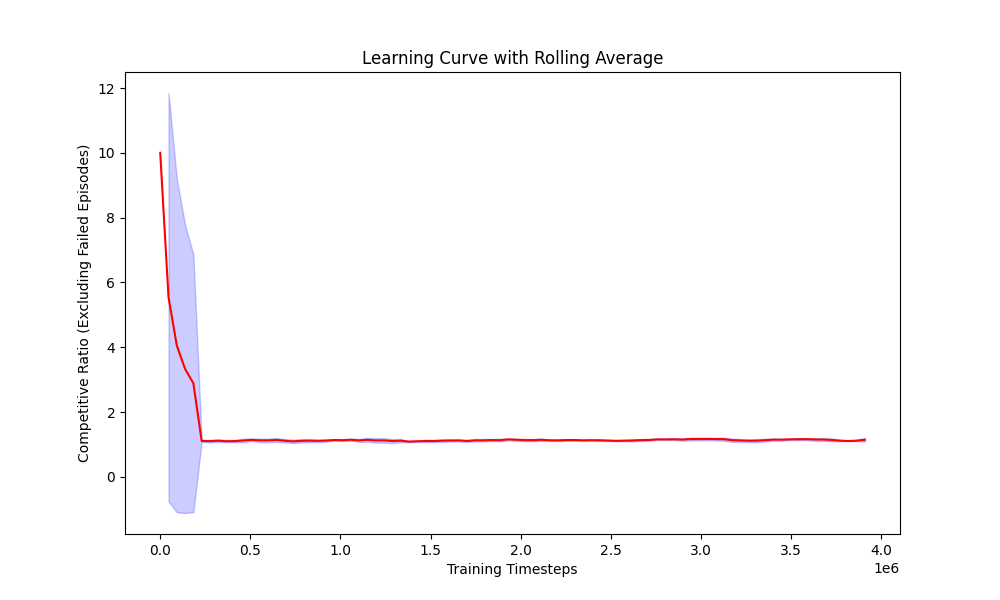 Learning Curve with Rolling Average
Competitive Ratio (Excluding Failed Episodes)
12
10
8
6
4
2
0
0.0 0.5 1.0 1.5 2.0 2.5 3.0 3.5 4.0
1e6
Training Timesteps